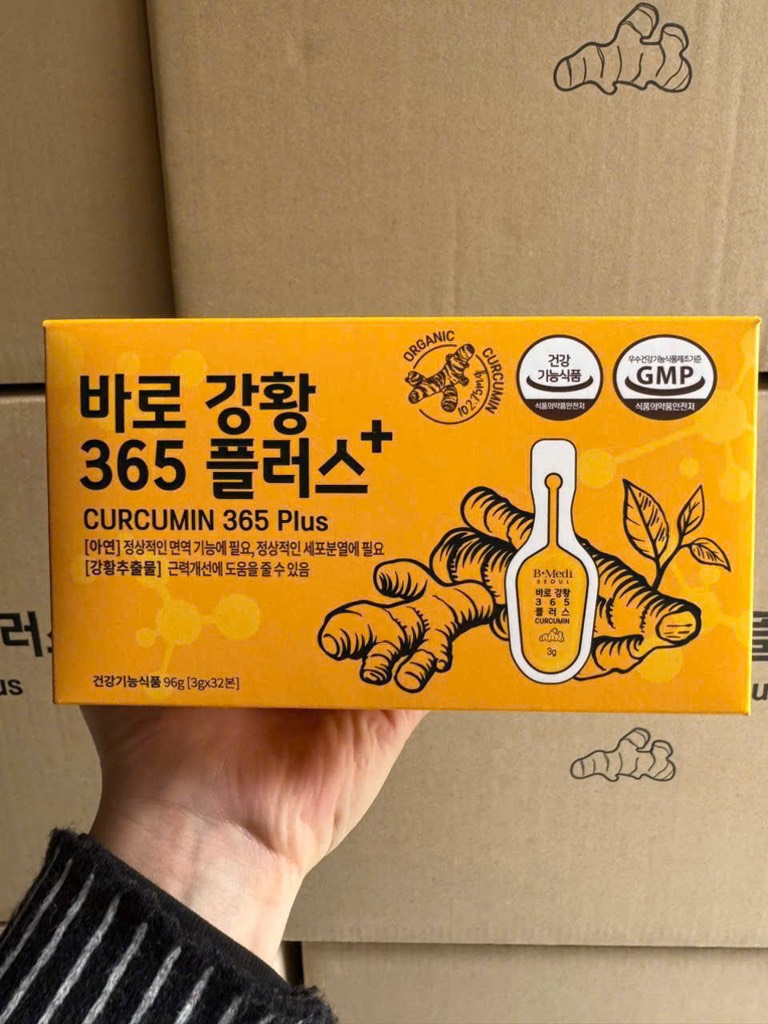 바로 강황
365 플러스+
CURCUMIN 365 Plus
[아연] 정상적인 면역 기능에 필요, 정상적인 세포분열에 필요
[강황추출물] 근력개선에 도움을 줄 수 있음
건강기능식품 96g [3gx32본]
ORGANIC
CURCUMIN
건강
기능식품
식품의약품안전처
우수건강기능식품제조기준
GMP
식품의약품안전처
B·Medi
SEOUL
바로 강황
365
플러스
CURCUMIN
3g
러
us